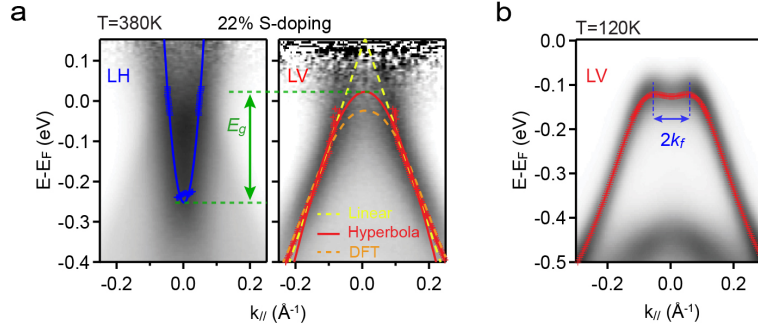 a
T=380K
22% S-doping
b
T=120K
E-E_F (eV)
0.0
-0.1
-0.2
-0.3
-0.4
LH
E_g
LV
Linear
Hyperbola
DFT
-0.2
0.0
0.2
-0.2
0.0
0.2
k_// (Å⁻¹)
E-E_F (eV)
0.0
-0.1
-0.2
-0.3
-0.4
-0.5
LV
2k_f
-0.2
0.0
0.2
k_// (Å⁻¹)